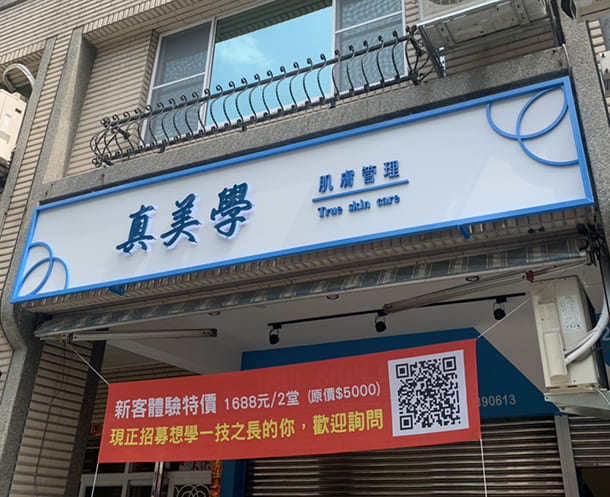 真美學
肌膚管理
True skin care
新客體驗特價 1688元/2堂 (原價$5000)
現正招募想學一技之長的你，歡迎詢問
90613